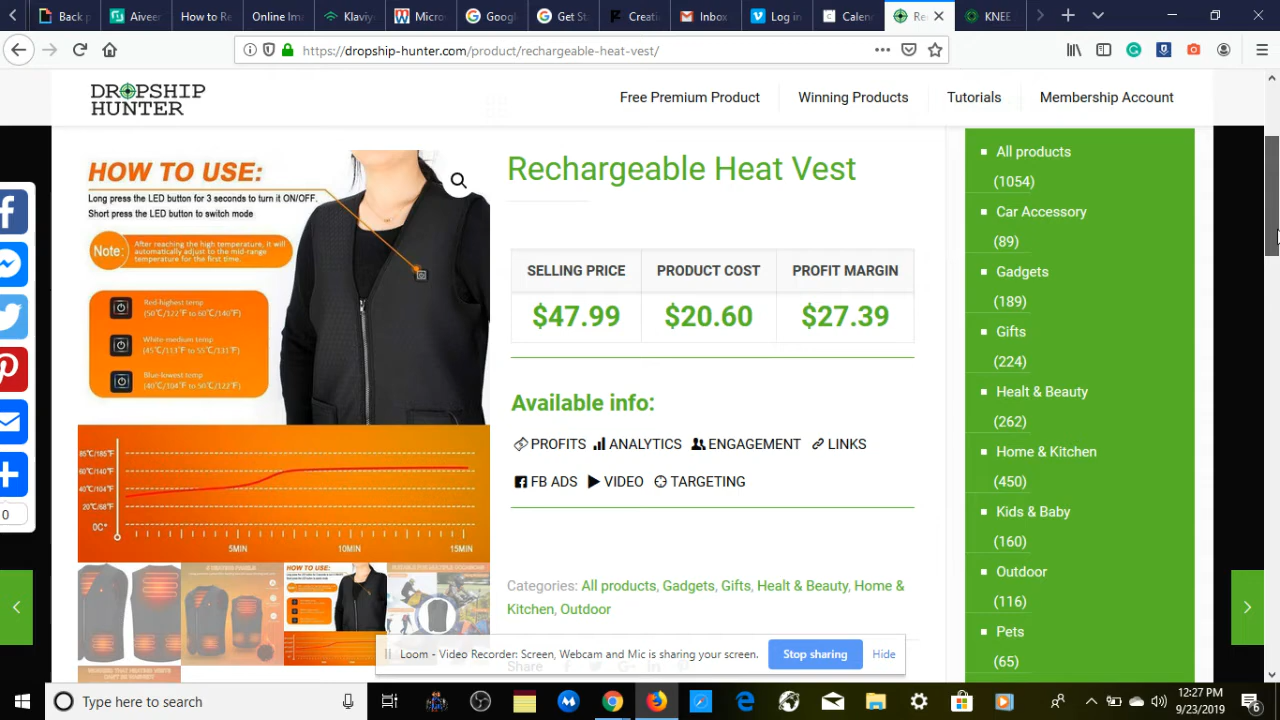 Back p
Aiveer
How to Re
Online Ima
Klaviy
Micro
Googl
Get St
Creati
Inbox
Log in
Calen
Re
KNEE
https://dropship-hunter.com/product/rechargeable-heat-vest/
DROPSHIP
HUNTER
Free Premium Product
Winning Products
Tutorials
Membership Account
HOW TO USE:
Long press the LED button for 3 seconds to turn it ON/OFF.
Short press the LED button to switch mode
Note:
After reaching the high temperature, it will
automatically adjust to the mid-range
temperature for the first time.
Red-highest temp
(50℃/122℉ to 60℃/140℉)
White-medium temp
(45℃/111℉ to 55℃/131℉)
Blue-lowest temp
(40℃/104℉ to 50℃/122℉)
85℃/185℉
60℃/140℉
40℃/104℉
20℃/68℉
0C°
5MIN
10MIN
15MIN
HOW TO USE:
0
Rechargeable Heat Vest
SELLING PRICE PRODUCT COST PROFIT MARGIN
$47.99 $20.60 $27.39
Available info:
PROFITS ANALYTICS ENGAGEMENT LINKS
FB ADS VIDEO TARGETING
Categories: All products, Gadgets, Gifts, Healt & Beauty, Home &
Kitchen, Outdoor
Share
All products
(1054)
Car Accessory
(89)
Gadgets
(189)
Gifts
(224)
Healt & Beauty
(262)
Home & Kitchen
(450)
Kids & Baby
(160)
Outdoor
(116)
Pets
(65)
Loom - Video Recorder: Screen, Webcam and Mic is sharing your screen.
Stop sharing
Hide
Type here to search
12:27 PM
9/23/2019
6